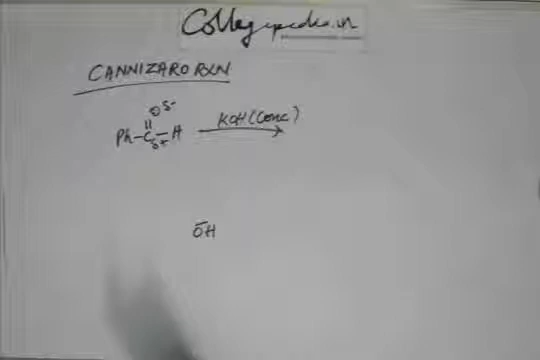 Collegepedia.in
CANNIZARO RXN
O δ-
||
Ph-C-H KOH (Conc)
δ+
ŌH